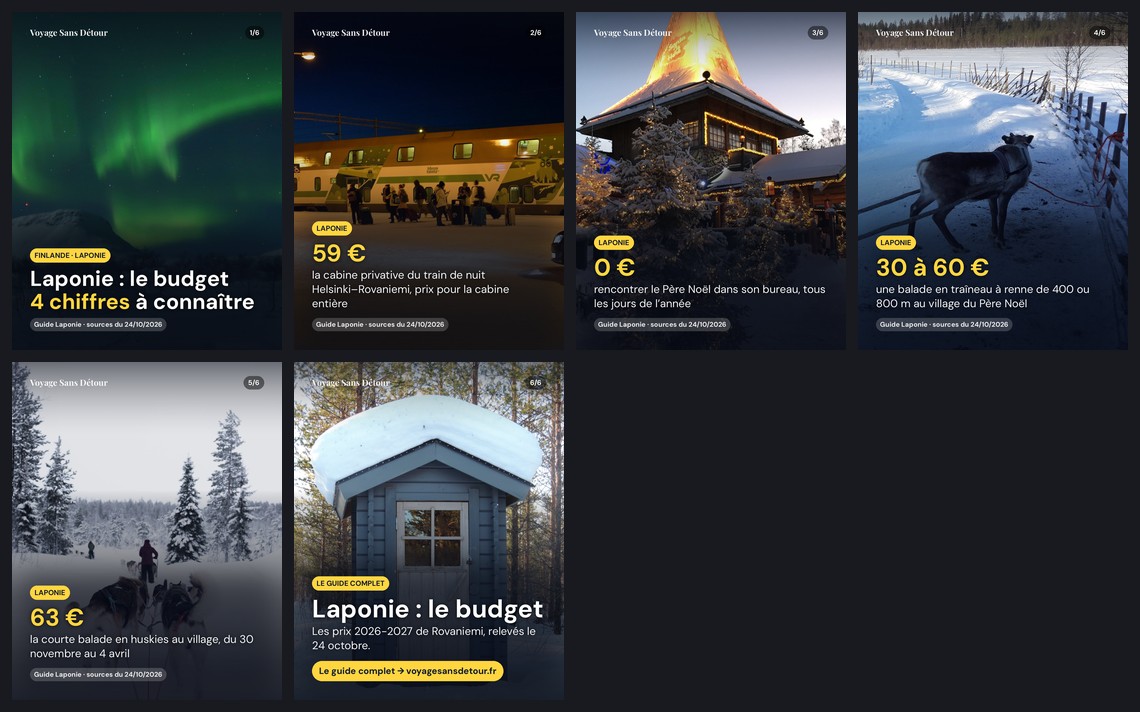 Voyage Sans Détour
1/6
FINLANDE · LAPONIE
Laponie : le budget
4 chiffres à connaître
Guide Laponie · sources du 24/10/2026
Voyage Sans Détour
2/6
VR
LAPONIE
59 €
la cabine privative du train de nuit
Helsinki–Rovaniemi, prix pour la cabine
entière
Guide Laponie · sources du 24/10/2026
Voyage Sans Détour
3/6
LAPONIE
0 €
rencontrer le Père Noël dans son bureau, tous
les jours de l’année
Guide Laponie · sources du 24/10/2026
Voyage Sans Détour
4/6
LAPONIE
30 à 60 €
une balade en traîneau à renne de 400 ou
800 m au village du Père Noël
Guide Laponie · sources du 24/10/2026
Voyage Sans Détour
5/6
LAPONIE
63 €
la courte balade en huskies au village, du 30
novembre au 4 avril
Guide Laponie · sources du 24/10/2026
Voyage Sans Détour
6/6
LE GUIDE COMPLET
Laponie : le budget
Les prix 2026-2027 de Rovaniemi, relevés le
24 octobre.
Le guide complet → voyagesansdetour.fr